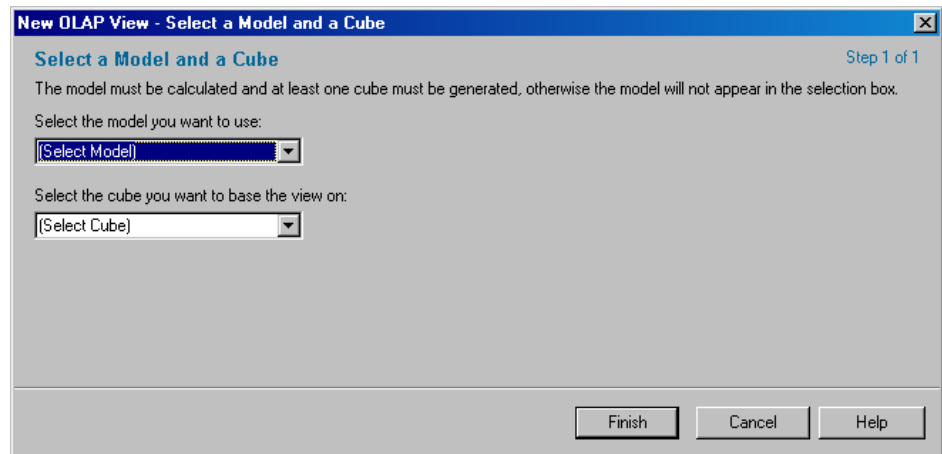 New OLAP View - Select a Model and a Cube
Select a Model and a Cube
Step 1 of 1
The model must be calculated and at least one cube must be generated, otherwise the model will not appear in the selection box.
Select the model you want to use:
(Select Model)
Select the cube you want to base the view on:
(Select Cube)
Finish
Cancel
Help